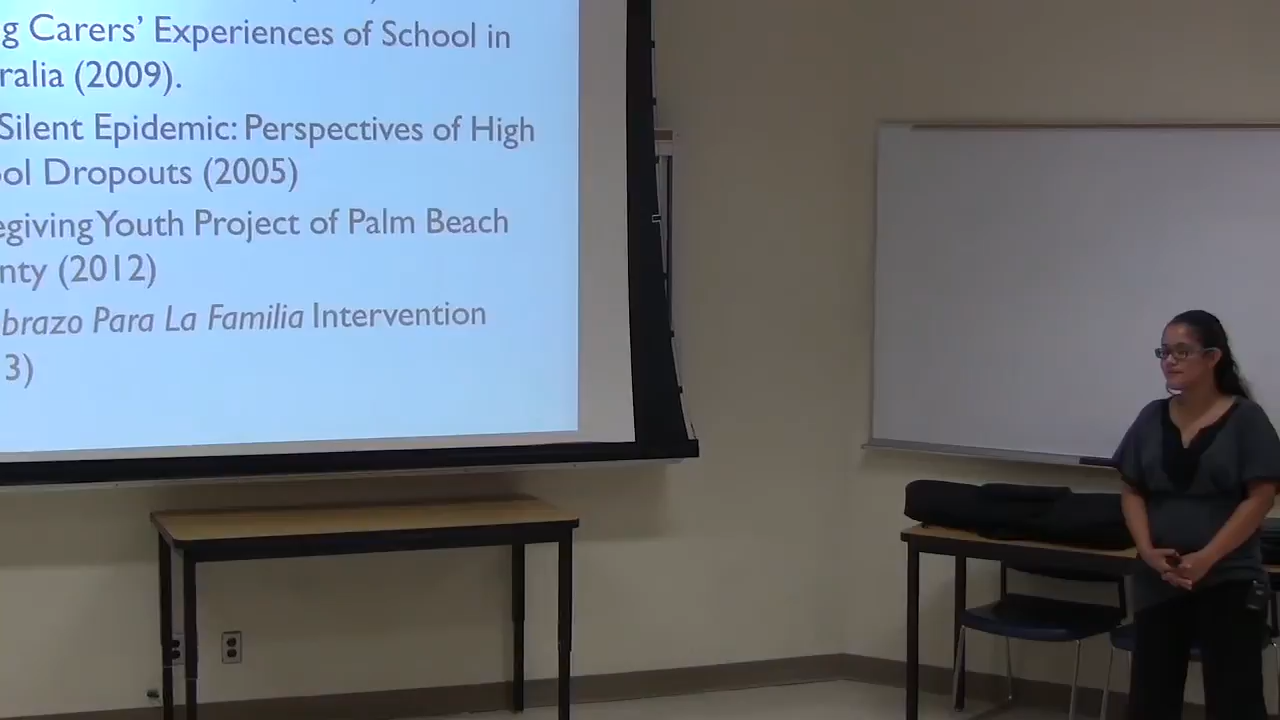 g Carers’ Experiences of School in
ralia (2009).
Silent Epidemic: Perspectives of High
ol Dropouts (2005)
egiving Youth Project of Palm Beach
nty (2012)
brazo Para La Familia Intervention
3)